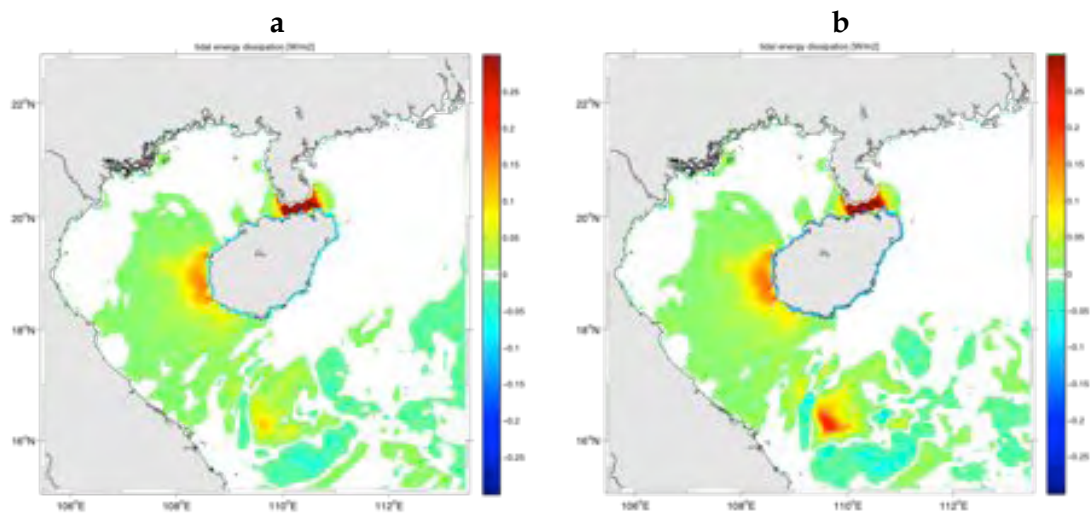 a
b
tidal energy dissipation [W/m2]
tidal energy dissipation [W/m2]
22°N
20°N
18°N
16°N
106°E
108°E
110°E
112°E
0.25
0.2
0.15
0.1
0.05
0
-0.05
-0.1
-0.15
-0.2
-0.25
22°N
20°N
18°N
16°N
106°E
108°E
110°E
112°E
0.25
0.2
0.15
0.1
0.05
0
-0.05
-0.1
-0.15
-0.2
-0.25